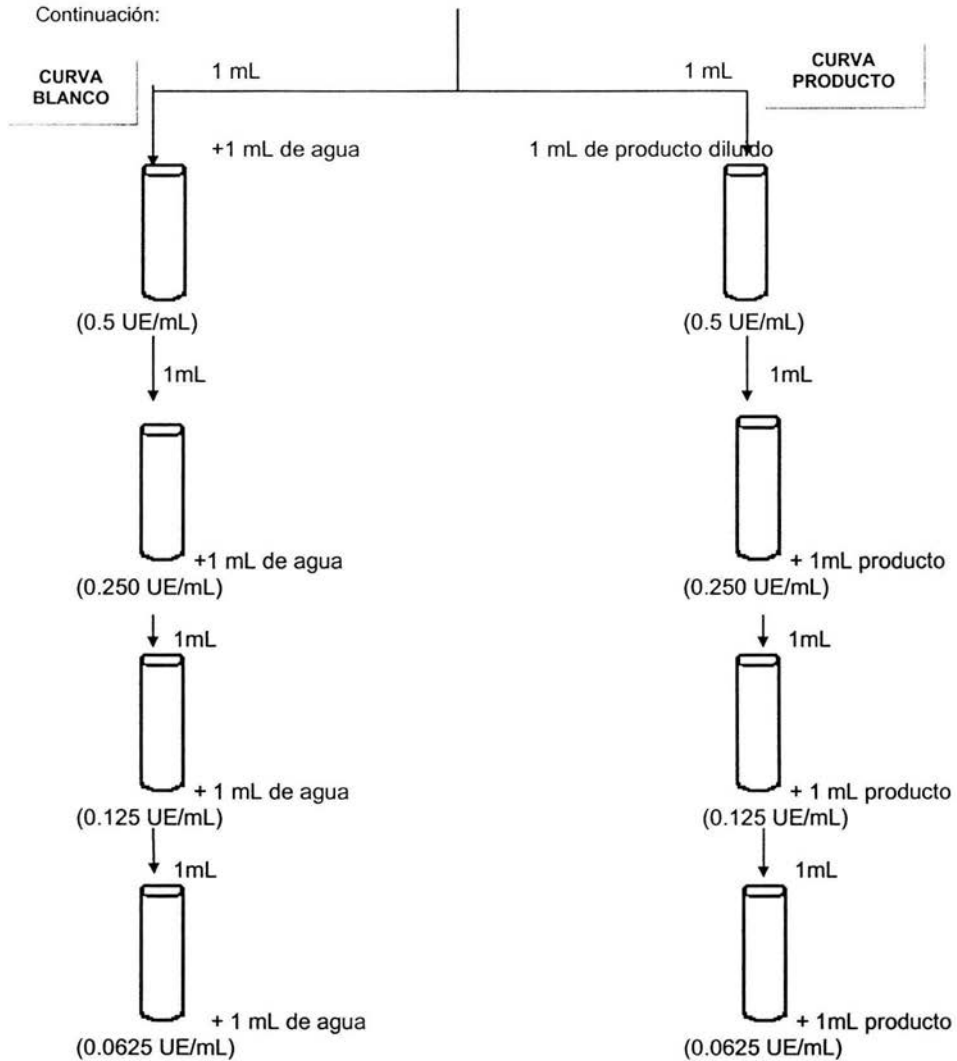 Continuación:
CURVA
BLANCO
1 mL
1 mL
CURVA
PRODUCTO
+1 mL de agua
1 mL de producto diluido
(0.5 UE/mL)
(0.5 UE/mL)
1mL
1mL
+1 mL de agua
+ 1mL producto
(0.250 UE/mL)
(0.250 UE/mL)
1mL
1mL
+ 1 mL de agua
+ 1 mL producto
(0.125 UE/mL)
(0.125 UE/mL)
1mL
1mL
+ 1 mL de agua
+ 1mL producto
(0.0625 UE/mL)
(0.0625 UE/mL)